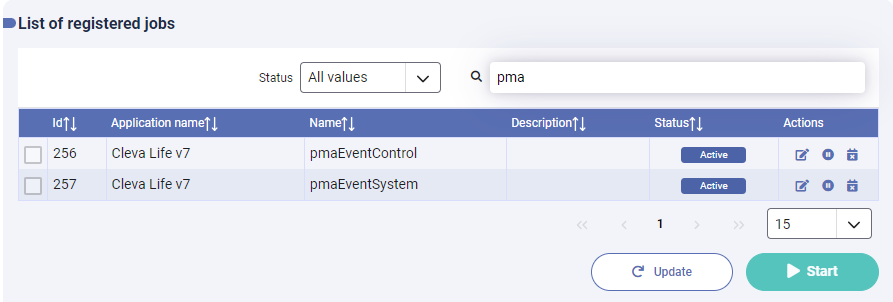 List of registered jobs
Status All values pma
Id Application name Name Description Status Actions
256 Cleva Life v7 pmaEventControl Active
257 Cleva Life v7 pmaEventSystem Active
1 15
Update Start